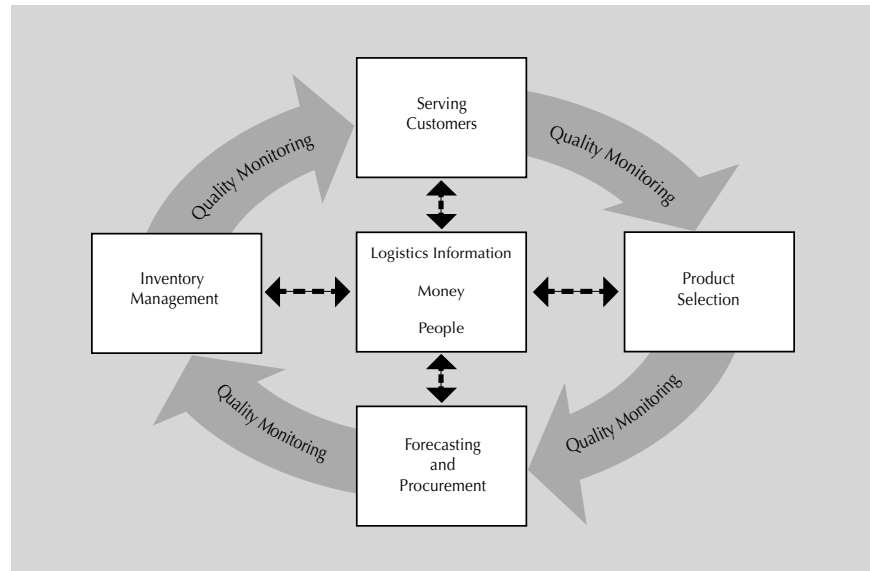 Serving
Customers
Quality Monitoring
Quality Monitoring
Inventory
Management
Logistics Information
Money
People
Product
Selection
Quality Monitoring
Quality Monitoring
Forecasting
and
Procurement